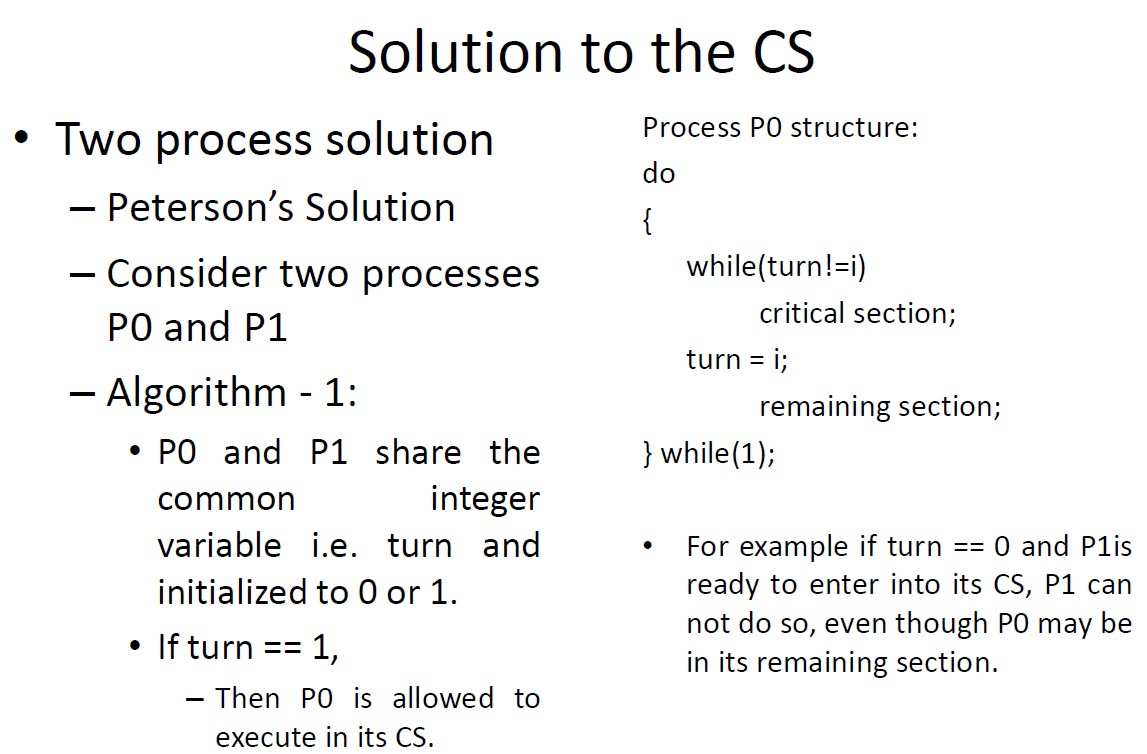 Solution to the CS
• Two process solution
– Peterson’s Solution
– Consider two processes
P0 and P1
– Algorithm - 1:
• P0 and P1 share the
common integer
variable i.e. turn and
initialized to 0 or 1.
• If turn == 1,
– Then P0 is allowed to
execute in its CS.
Process P0 structure:
do
{
while(turn!=i)
critical section;
turn = i;
remaining section;
} while(1);
• For example if turn == 0 and P1is
ready to enter into its CS, P1 can
not do so, even though P0 may be
in its remaining section.